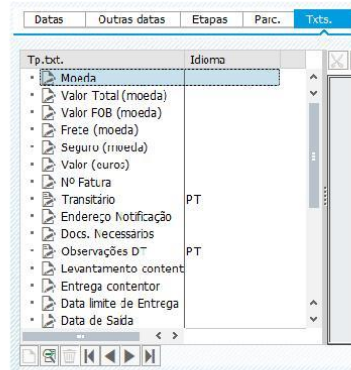 Datas Outras datas Etapas Parc. Txts.
Tp.txt. Idioma
Moeda
Valor Total (moeda)
Valor FOB (moeda)
Frete (moeda)
Seguro (moeda)
Valor (euros)
Nº Fatura
Transitário PT
Endereço Notificação
Docs. Necessários
Observações DT PT
Levantamento content
Entrega contentor
Data limite de Entrega
Data de Saída